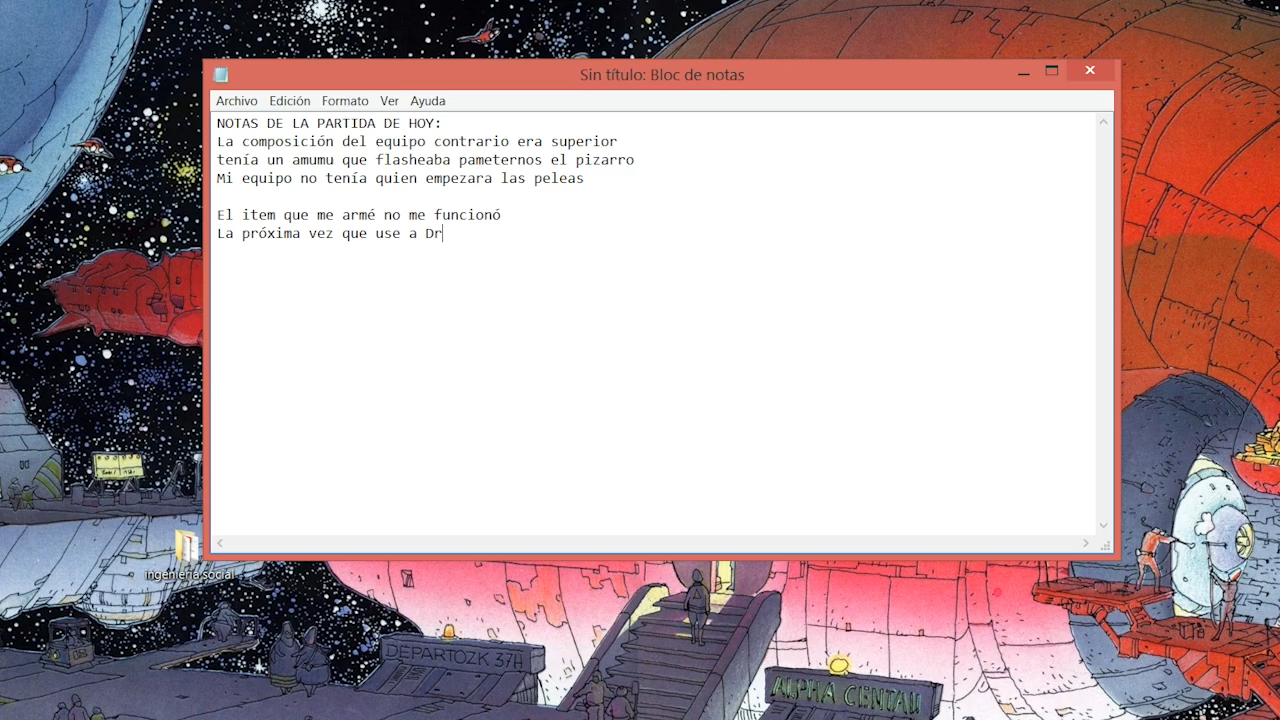 Sin título: Bloc de notas
Archivo Edición Formato Ver Ayuda
NOTAS DE LA PARTIDA DE HOY:
La composición del equipo contrario era superior
tenía un amumu que flasheaba pameternos el pizarro
Mi equipo no tenía quien empezara las peleas
El item que me armé no me funcionó
La próxima vez que use a Dr
ingenieria social
DEPARTOZK 37H
ALPHA CENTAU